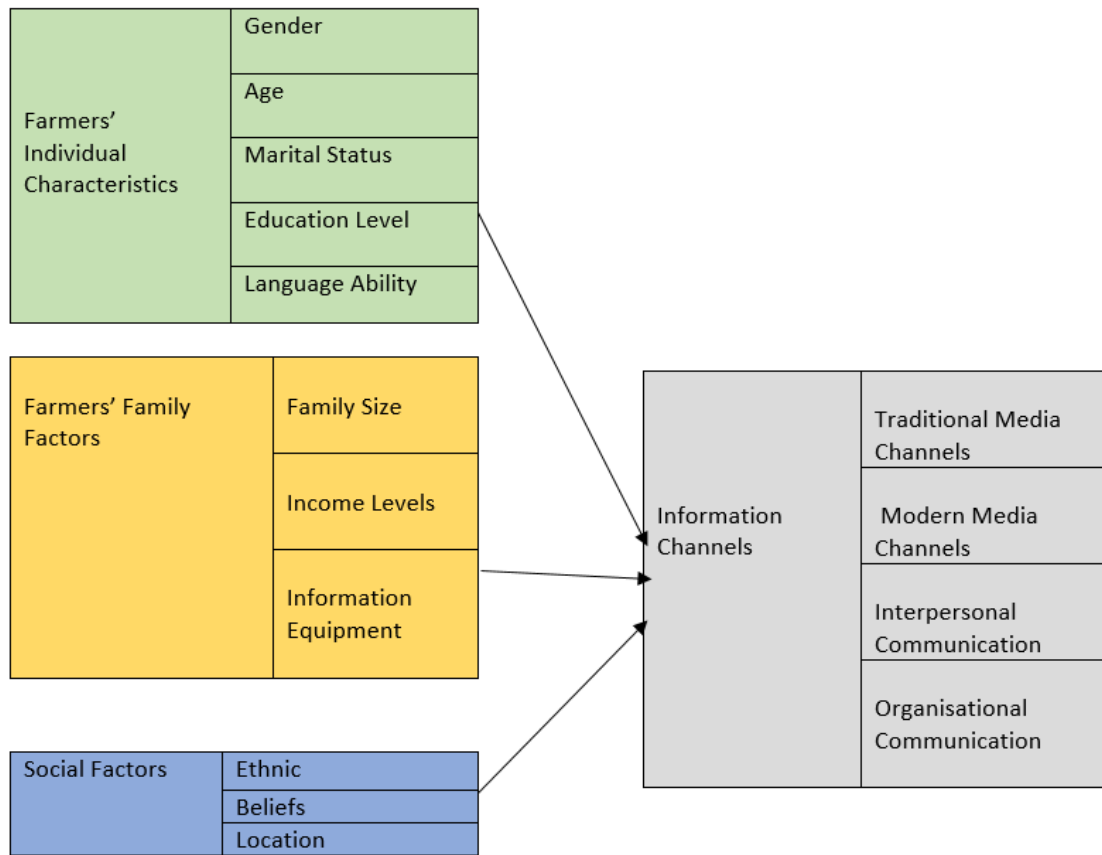 Farmers’
Individual
Characteristics
Gender
Age
Marital Status
Education Level
Language Ability
Farmers’ Family
Factors
Family Size
Income Levels
Information
Equipment
Social Factors
Ethnic
Beliefs
Location
Information
Channels
Traditional Media
Channels
Modern Media
Channels
Interpersonal
Communication
Organisational
Communication